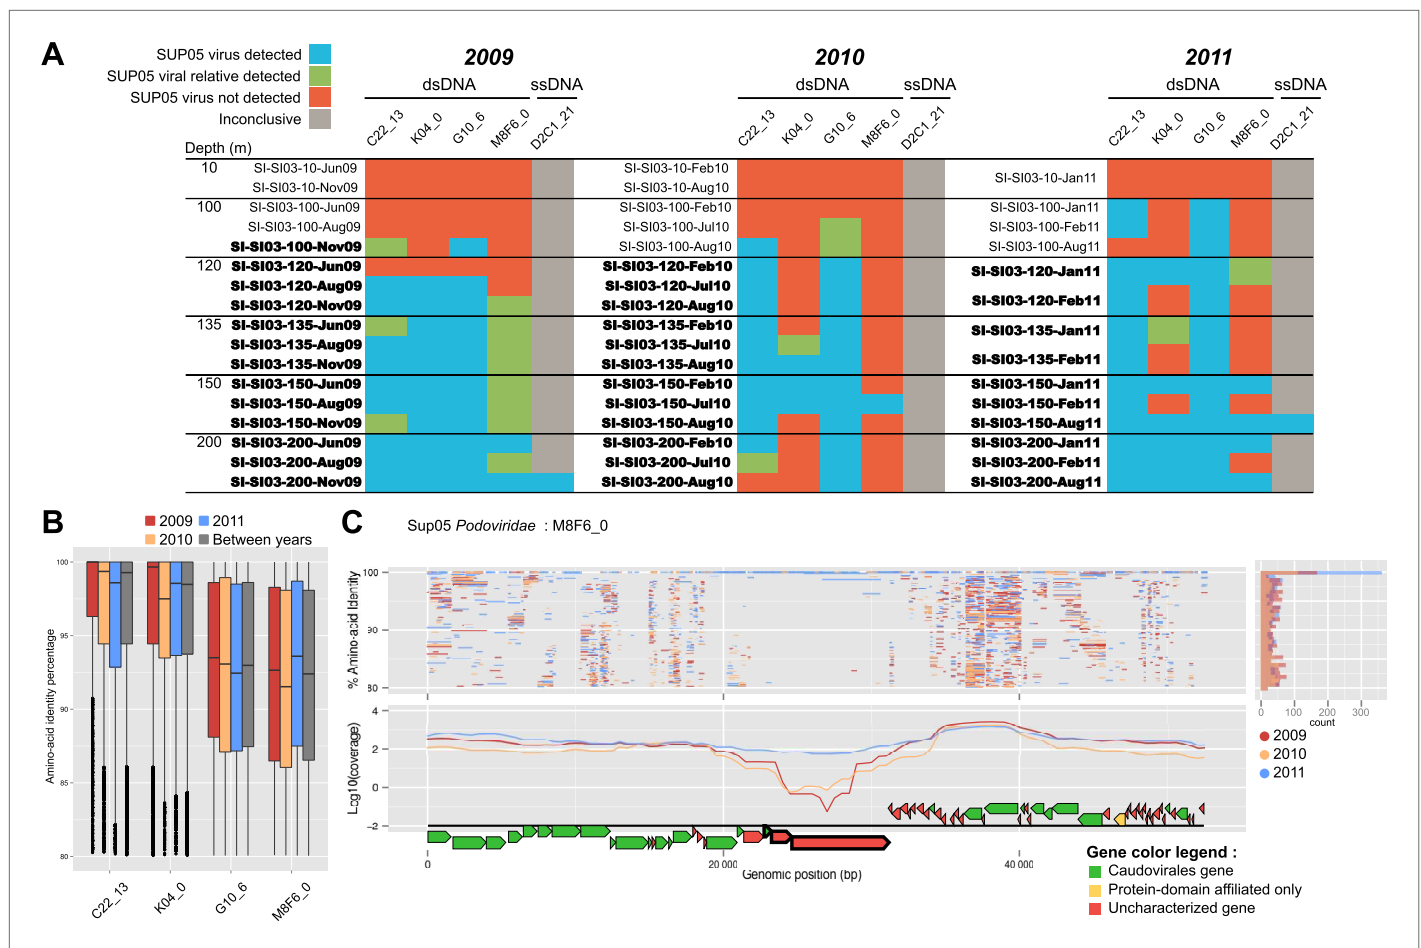 A
SUP05 virus detected
SUP05 viral relative detected
SUP05 virus not detected
Inconclusive
2009
dsDNA
ssDNA
C22_13
K04_0
G10_6
M8F6_0
D2C1_21
2010
dsDNA
ssDNA
C22_13
K04_0
G10_6
M8F6_0
D2C1_21
2011
dsDNA
ssDNA
C22_13
K04_0
G10_6
M8F6_0
D2C1_21
Depth (m)
10 SI-SI03-10-Jun09 SI-SI03-10-Feb10 SI-SI03-10-Jan11
SI-SI03-10-Nov09 SI-SI03-10-Aug10
100 SI-SI03-100-Jun09 SI-SI03-100-Feb10 SI-SI03-100-Jan11
SI-SI03-100-Aug09 SI-SI03-100-Jul10 SI-SI03-100-Feb11
SI-SI03-100-Nov09 SI-SI03-100-Aug10 SI-SI03-100-Aug11
120 SI-SI03-120-Jun09 SI-SI03-120-Feb10 SI-SI03-120-Jan11
SI-SI03-120-Aug09 SI-SI03-120-Jul10
SI-SI03-120-Nov09 SI-SI03-120-Aug10 SI-SI03-120-Feb11
135 SI-SI03-135-Jun09 SI-SI03-135-Feb10 SI-SI03-135-Jan11
SI-SI03-135-Aug09 SI-SI03-135-Jul10
SI-SI03-135-Nov09 SI-SI03-135-Aug10 SI-SI03-135-Feb11
150 SI-SI03-150-Jun09 SI-SI03-150-Feb10 SI-SI03-150-Jan11
SI-SI03-150-Aug09 SI-SI03-150-Jul10 SI-SI03-150-Feb11
SI-SI03-150-Nov09 SI-SI03-150-Aug10 SI-SI03-150-Aug11
200 SI-SI03-200-Jun09 SI-SI03-200-Feb10 SI-SI03-200-Jan11
SI-SI03-200-Aug09 SI-SI03-200-Jul10 SI-SI03-200-Feb11
SI-SI03-200-Nov09 SI-SI03-200-Aug10 SI-SI03-200-Aug11
B
2009 2011
2010 Between years
Amino-acid identity percentage
100
95
90
85
80
C22_13
K04_0
G10_6
M8F6_0
C
Sup05 Podoviridae : M8F6_0
% Amino-acid Identity
100
90
80
Log10(coverage)
4
2
0
−2
0 20 000 40 000
Genomic position (bp)
0 100 200 300
count
2009
2010
2011
Gene color legend :
Caudovirales gene
Protein-domain affiliated only
Uncharacterized gene